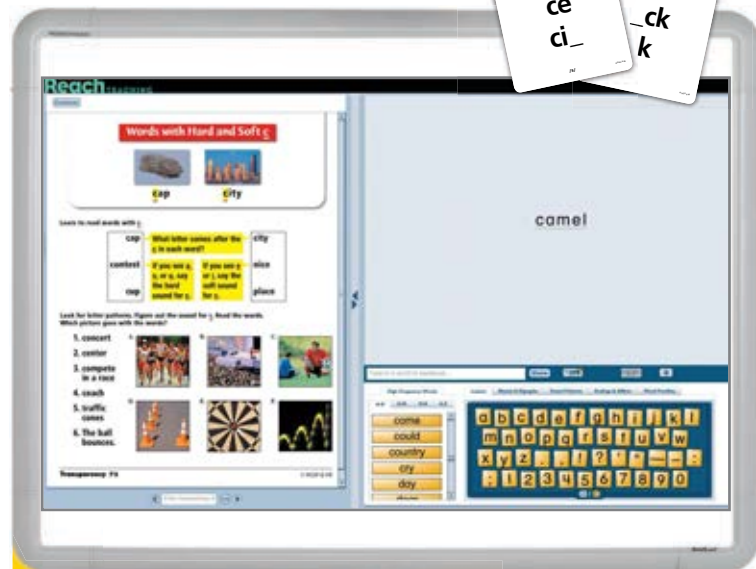 ce
ci_
_ck
k
Reach
TEACHING
Words with Hard and Soft c
cap
city
Learn to read words with c.
cap
What letter comes after the
c in each word?
city
contest
If you see a,
o, or u, say
the hard
sound for c.
If you see e
or i, say the
soft sound
for c.
nice
cup
place
Look for letter patterns. Figure out the sound for c. Read the words.
Which picture goes with the words?
1. concert
2. center
3. compete
in a race
4. coach
5. traffic
cones
6. The ball
bounces.
A.
B.
C.
D.
E.
F.
camel
High Frequency Words
come
could
country
cry
day
a b c d e f g h i j k l
m n o p q r s t u v w
x y z . , ! ? ' " — – :
; 1 2 3 4 5 6 7 8 9 0